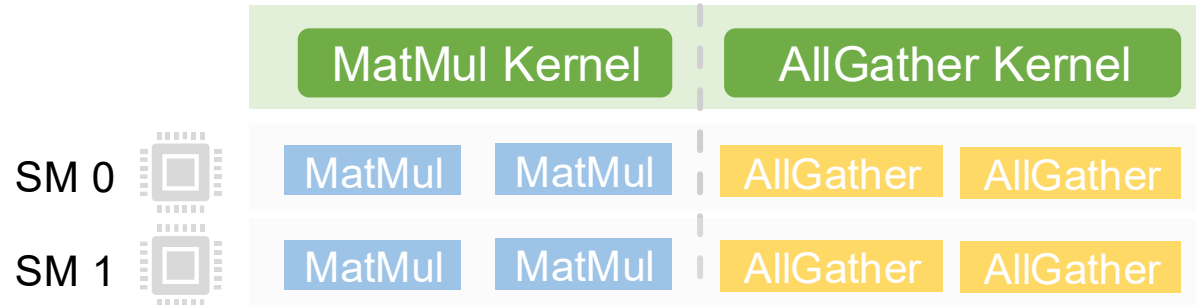 MatMul Kernel AllGather Kernel
SM 0 MatMul MatMul AllGather AllGather
SM 1 MatMul MatMul AllGather AllGather